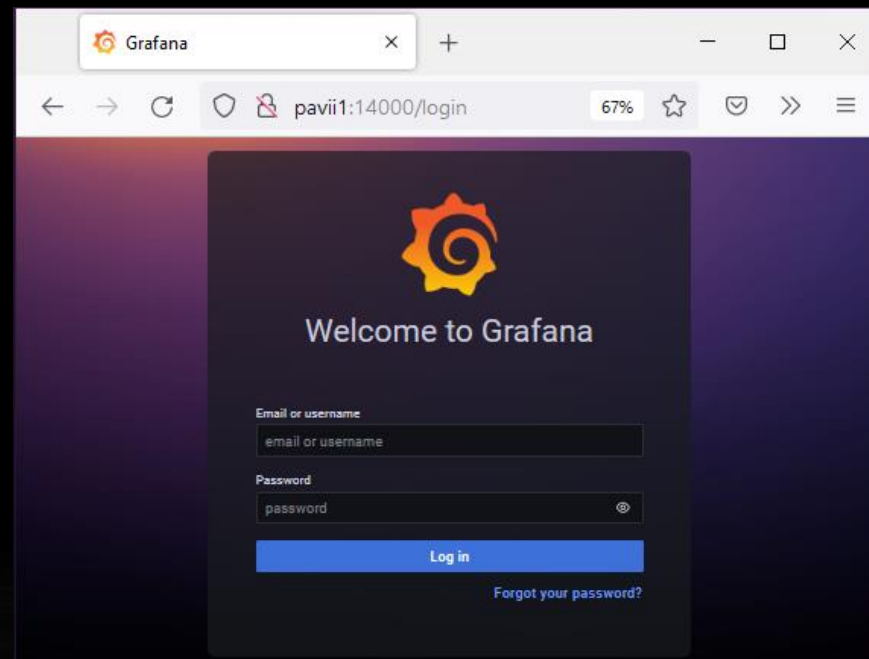 Grafana
pavii1:14000/login
67%
Welcome to Grafana
Email or username
email or username
Password
password
Log in
Forgot your password?